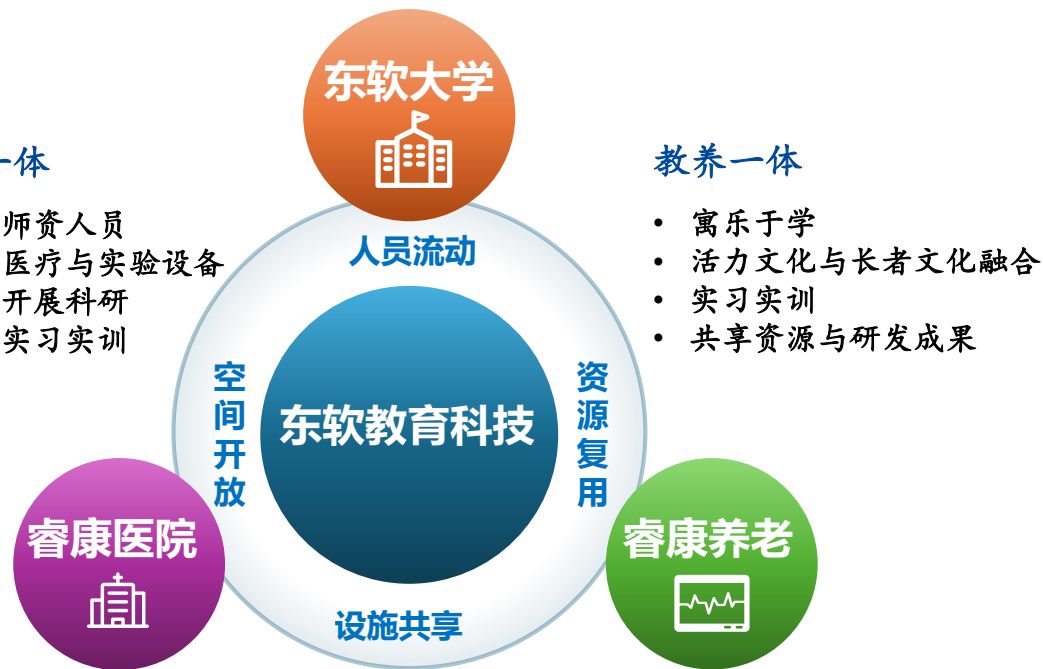 东软大学
一体
师资人员
医疗与实验设备
开展科研
实习实训
教养一体
• 寓乐于学
• 活力文化与长者文化融合
• 实习实训
• 共享资源与研发成果
人员流动
空间开放
东软教育科技
资源复用
睿康医院
睿康养老
设施共享